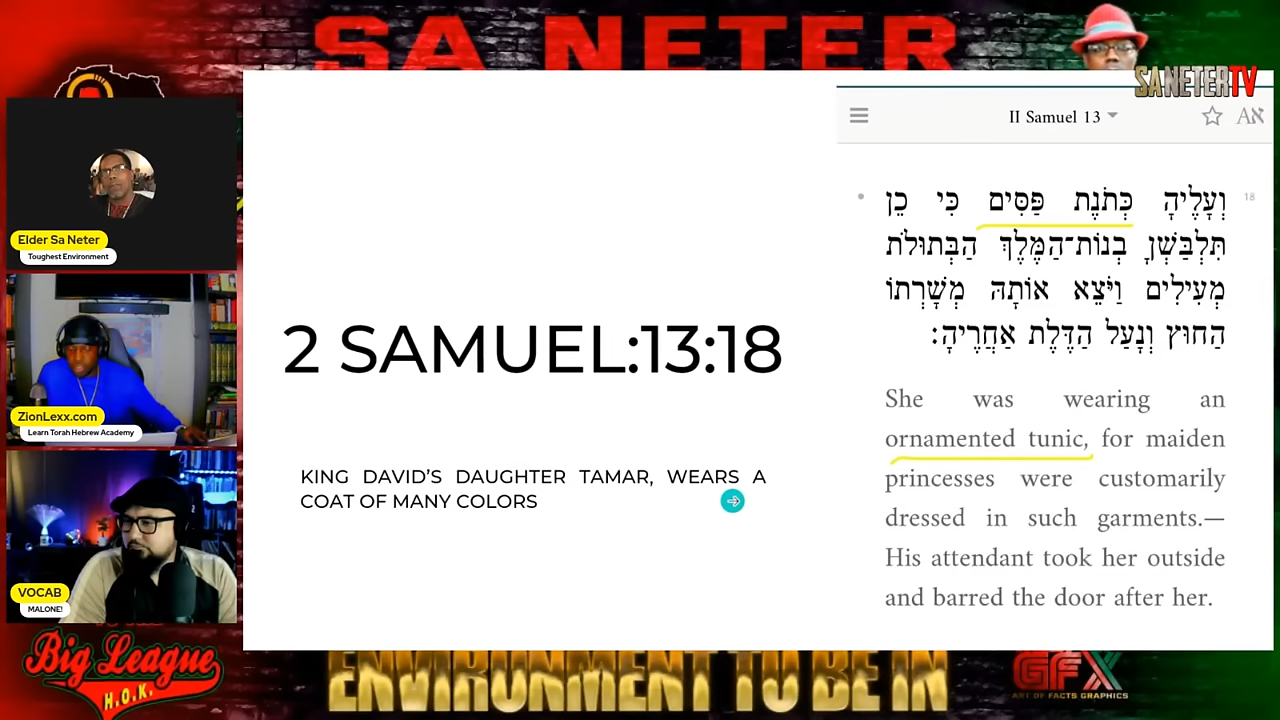 SA NETER
SANETERTV
Elder Sa Neter
Toughest Environment
ZionLexx.com
Learn Torah Hebrew Academy
VOCAB
MALONE!
Big League
H.O.K.
2 SAMUEL:13:18
KING DAVID'S DAUGHTER TAMAR, WEARS A
COAT OF MANY COLORS
II Samuel 13
Aא
18
וְעָלֶיהָ כְּתֹנֶת פַּסִּים כִּי כֵן
תִּלְבַּשְׁןָ בְנוֹת־הַמֶּלֶךְ הַבְּתוּלֹת
מְעִילִים וַיֹּצֵא אוֹתָהּ מְשָׁרְתוֹ
הַחוּץ וְנָעַל הַדֶּלֶת אַחֲרֶיהָ׃
She was wearing an
ornamented tunic, for maiden
princesses were customarily
dressed in such garments.—
His attendant took her outside
and barred the door after her.
ENVIRONMENT TO BE IN
GFX
ART OF FACTS GRAPHICS